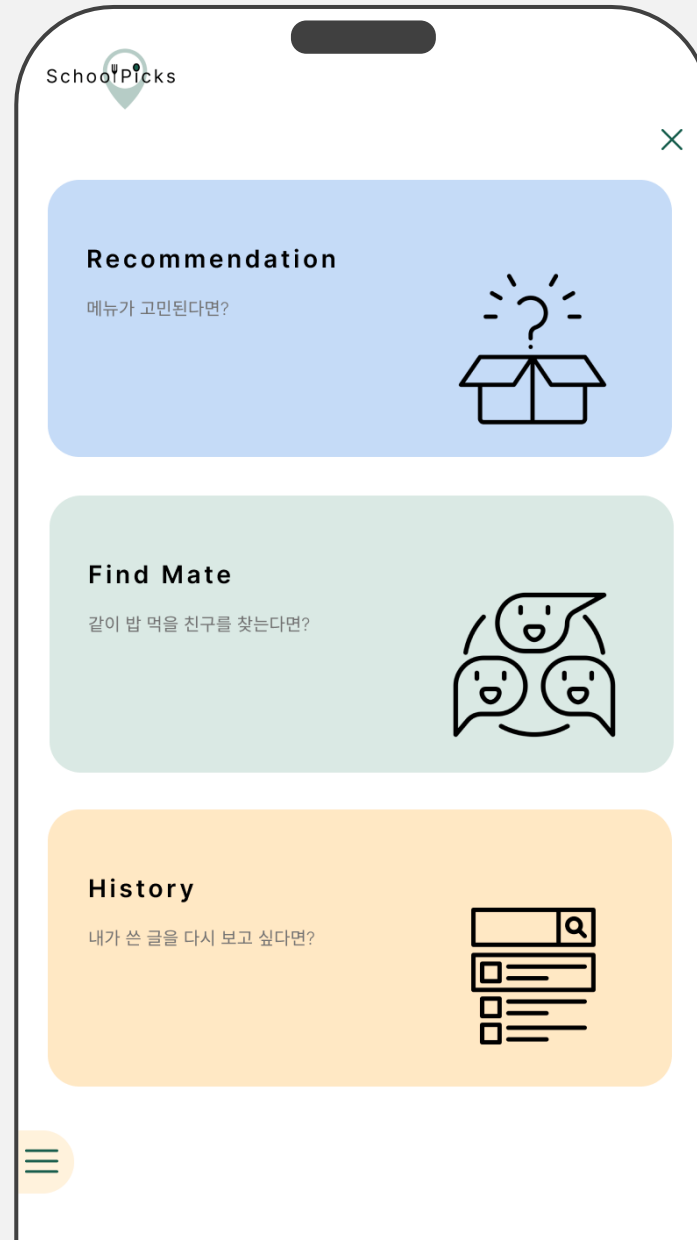 SchoolPicks
Recommendation
메뉴가 고민된다면?
Find Mate
같이 밥 먹을 친구를 찾는다면?
History
내가 쓴 글을 다시 보고 싶다면?